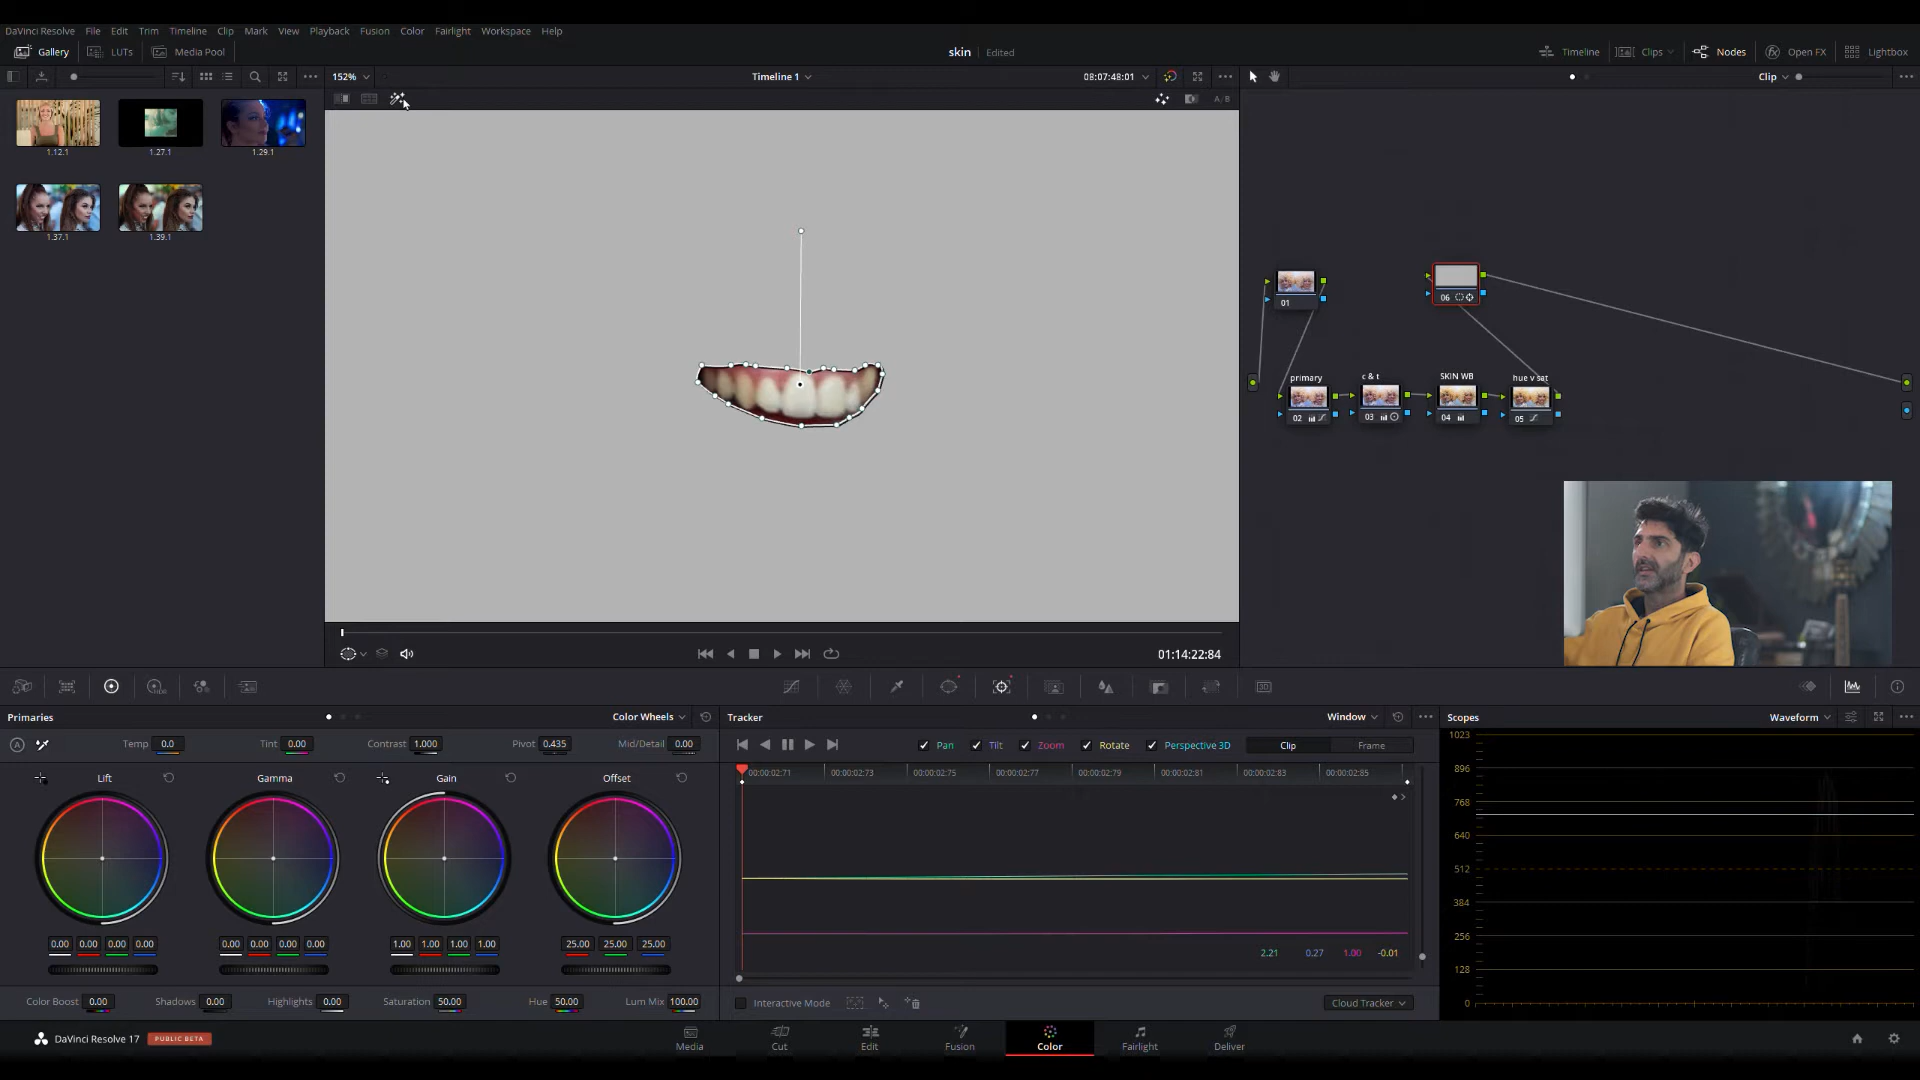 DaVinci Resolve File Edit Trim Timeline Clip Mark View Playback Fusion Color Fairlight Workspace Help
Gallery LUTs Media Pool skin Edited Timeline Clips Nodes Open FX Lightbox
152% Timeline 1 08:07:48:01 Clip
A/B
1.12.1 1.27.1 1.29.1
1.37.1 1.39.1
01 06
primary c & t SKIN WB hue v sat
02 03 04 05
01:14:22:84
Primaries Color Wheels Tracker Window Scopes Waveform
A Temp 0.0 Tint 0.00 Contrast 1.000 Pivot 0.435 Mid/Detail 0.00 Pan Tilt Zoom Rotate Perspective 3D Clip Frame
Lift Gamma Gain Offset
00:00:02:71 00:00:02:73 00:00:02:75 00:00:02:77 00:00:02:79 00:00:02:81 00:00:02:83 00:00:02:85
1023
896
768
640
512
384
256
128
0
0.00 0.00 0.00 0.00 0.00 0.00 0.00 0.00 1.00 1.00 1.00 1.00 25.00 25.00 25.00
2.21 0.27 1.00 -0.01
Color Boost 0.00 Shadows 0.00 Highlights 0.00 Saturation 50.00 Hue 50.00 Lum Mix 100.00 Interactive Mode Cloud Tracker
DaVinci Resolve 17 PUBLIC BETA Media Cut Edit Fusion Color Fairlight Deliver